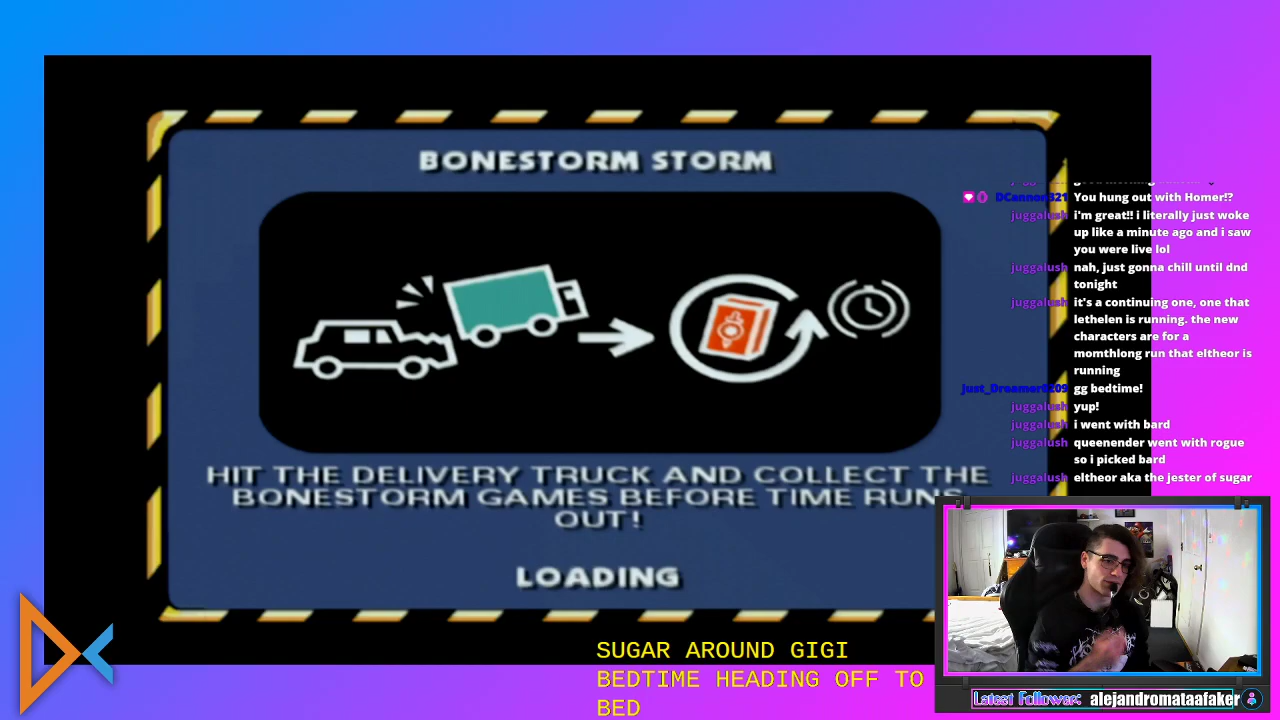 BONESTORM STORM
HIT THE DELIVERY TRUCK AND COLLECT THE
BONESTORM GAMES BEFORE TIME RUNS
OUT!
LOADING
0 DCannon321 You hung out with Homer!?
juggalush i'm great!! i literally just woke
up like a minute ago and i saw
you were live lol
juggalush nah, just gonna chill until dnd
tonight
juggalush it's a continuing one, one that
lethelen is running. the new
characters are for a
momthlong run that eltheor is
running
Just_Dreamer0209 gg bedtime!
juggalush yup!
juggalush i went with bard
juggalush queenender went with rogue
so i picked bard
juggalush eltheor aka the jester of sugar
SUGAR AROUND GIGI
BEDTIME HEADING OFF TO
BED
Latest Follower: alejandromataafaker